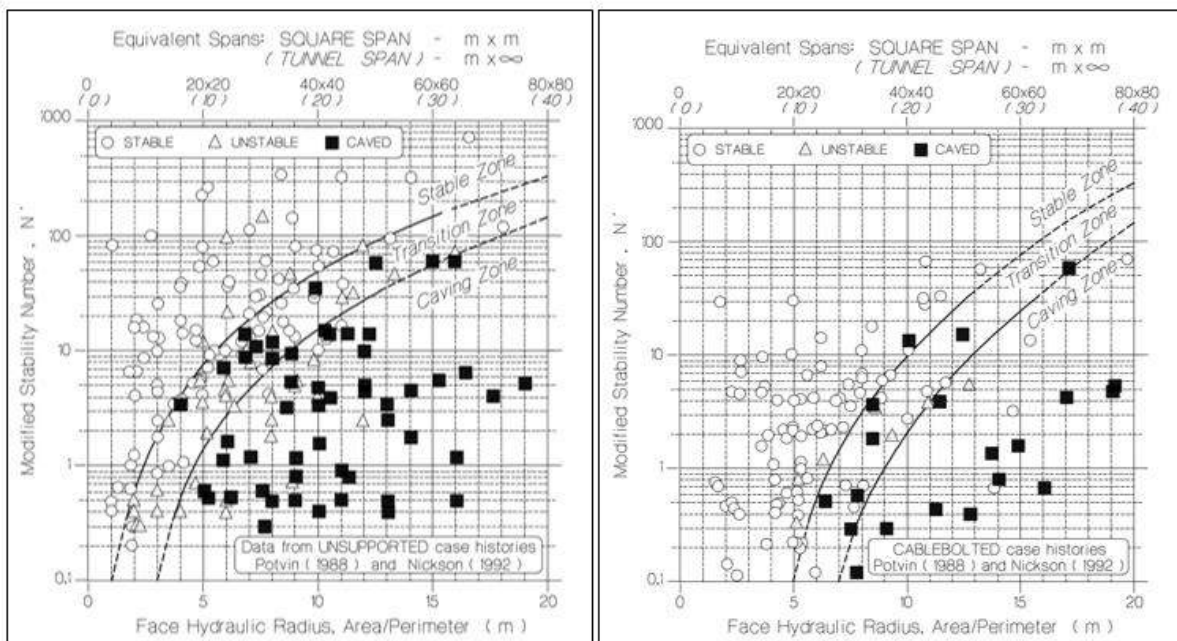 Equivalent Spans: SQUARE SPAN - m x m
(TUNNEL SPAN) - m x∞
0 20x20 40x40 60x60 80x80
(0) (10) (20) (30) (40)
1000
○ STABLE △ UNSTABLE ■ CAVED
Stable Zone
100
Transition Zone
Caving Zone
10
1
0.1
Modified Stability Number, N'
Data from UNSUPPORTED case histories
Potvin (1988) and Nickson (1992)
0 5 10 15 20
Face Hydraulic Radius, Area/Perimeter (m)
Equivalent Spans: SQUARE SPAN - m x m
(TUNNEL SPAN) - m x∞
0 20x20 40x40 60x60 80x80
(0) (10) (20) (30) (40)
1000
○ STABLE △ UNSTABLE ■ CAVED
Stable Zone
100
Transition Zone
Caving Zone
10
1
0.1
Modified Stability Number, N'
CABLEBOLTED case histories
Potvin (1988) and Nickson (1992)
0 5 10 15 20
Face Hydraulic Radius, Area/Perimeter (m)